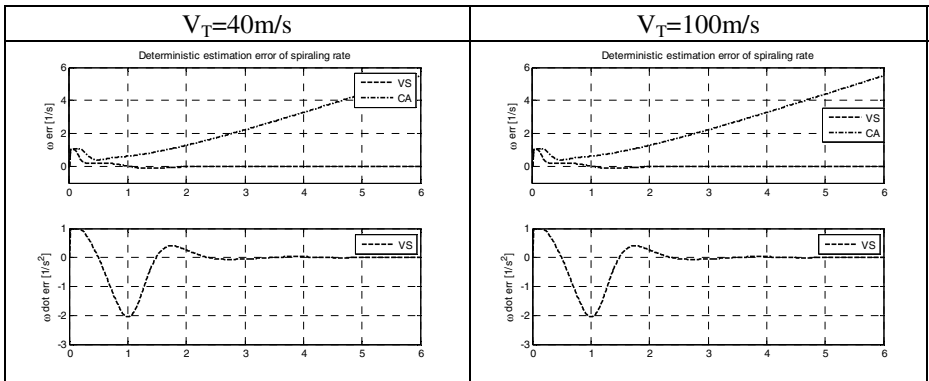 V_T=40m/s
V_T=100m/s
Deterministic estimation error of spiraling rate
ω err [1/s]
6
4
2
0
VS
CA
0 1 2 3 4 5 6
ω dot err [1/s²]
1
0
-1
-2
-3
VS
0 1 2 3 4 5 6
Deterministic estimation error of spiraling rate
ω err [1/s]
6
4
2
0
VS
CA
0 1 2 3 4 5 6
ω dot err [1/s²]
1
0
-1
-2
-3
VS
0 1 2 3 4 5 6